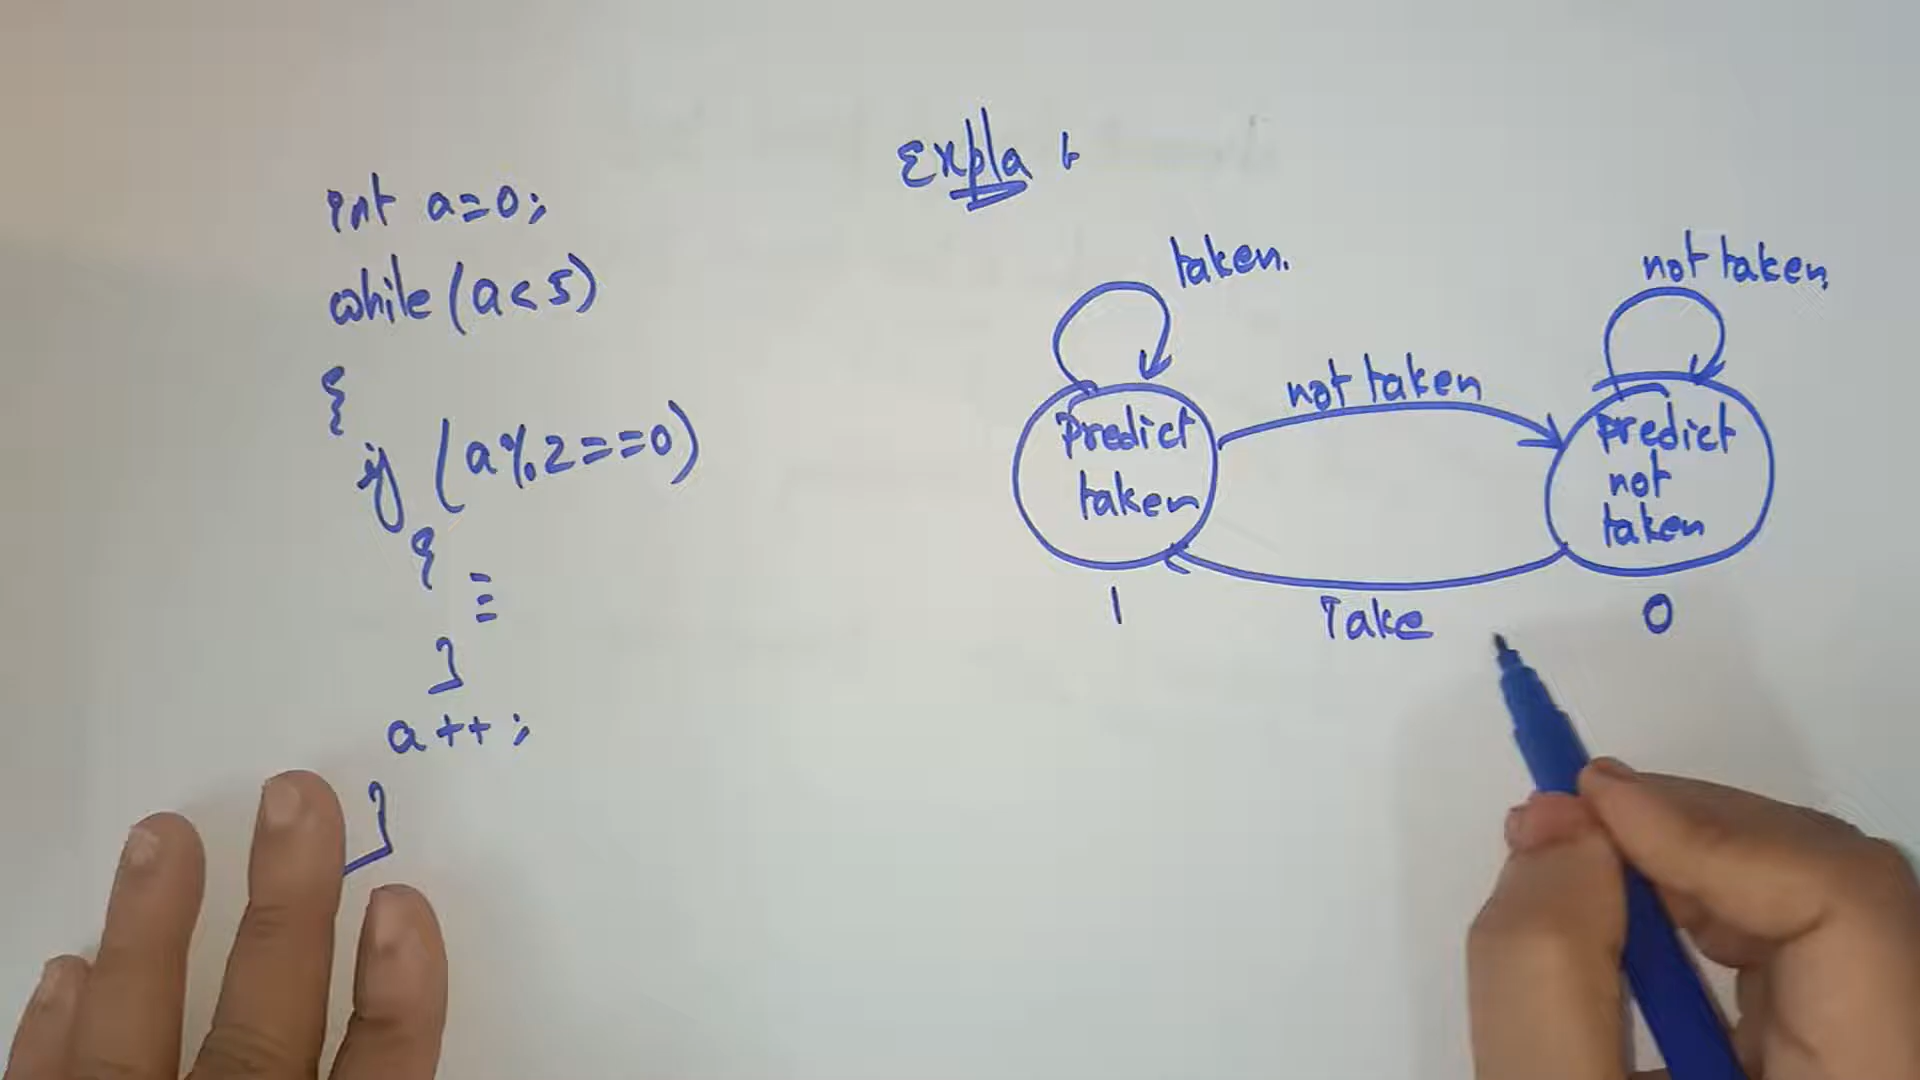 int a=0;
while(a<5)
{
if (a%2==0)
{
=
}
a++;
}
Expla
taken.
not taken
not taken.
Predict
taken
predict
not
taken
1
Take
0